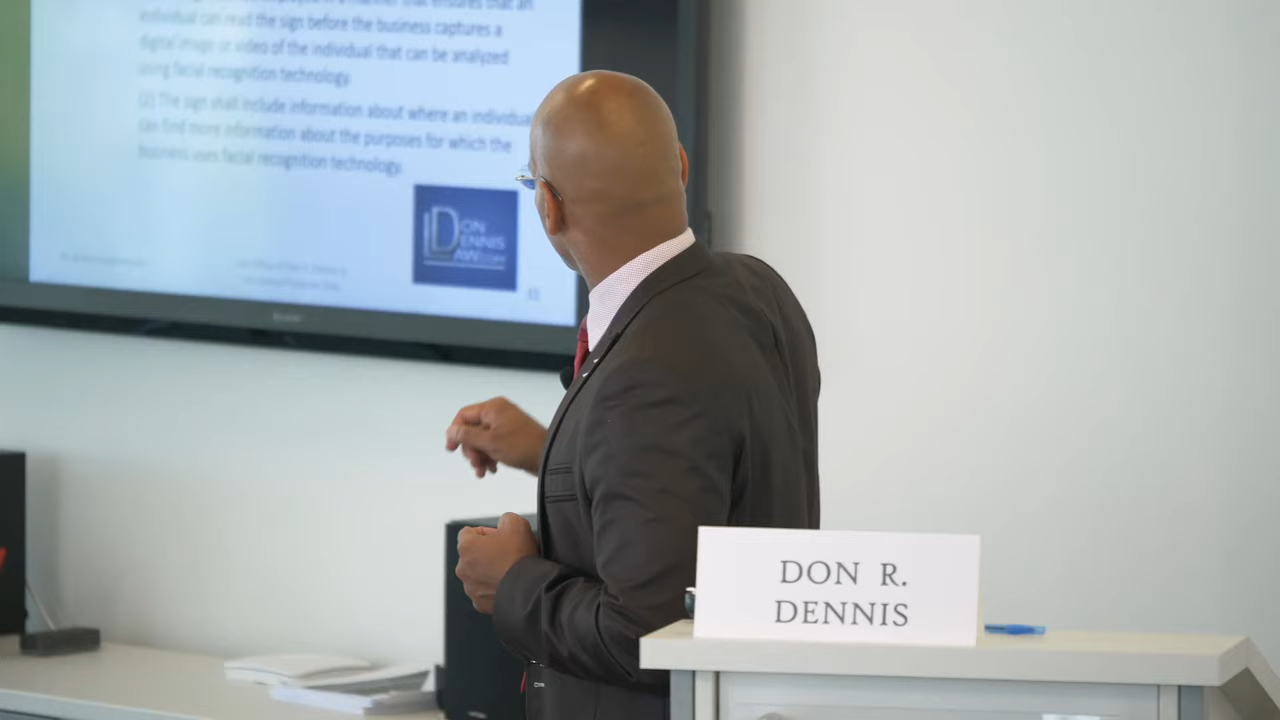 individual can read the sign before the business captures a
digital image or video of the individual that can be analyzed
using facial recognition technology.
(2) The sign shall include information about where an individual
can find more information about the purposes for which the
business uses facial recognition technology.
DON
DENNIS
LAW
DON R.
DENNIS